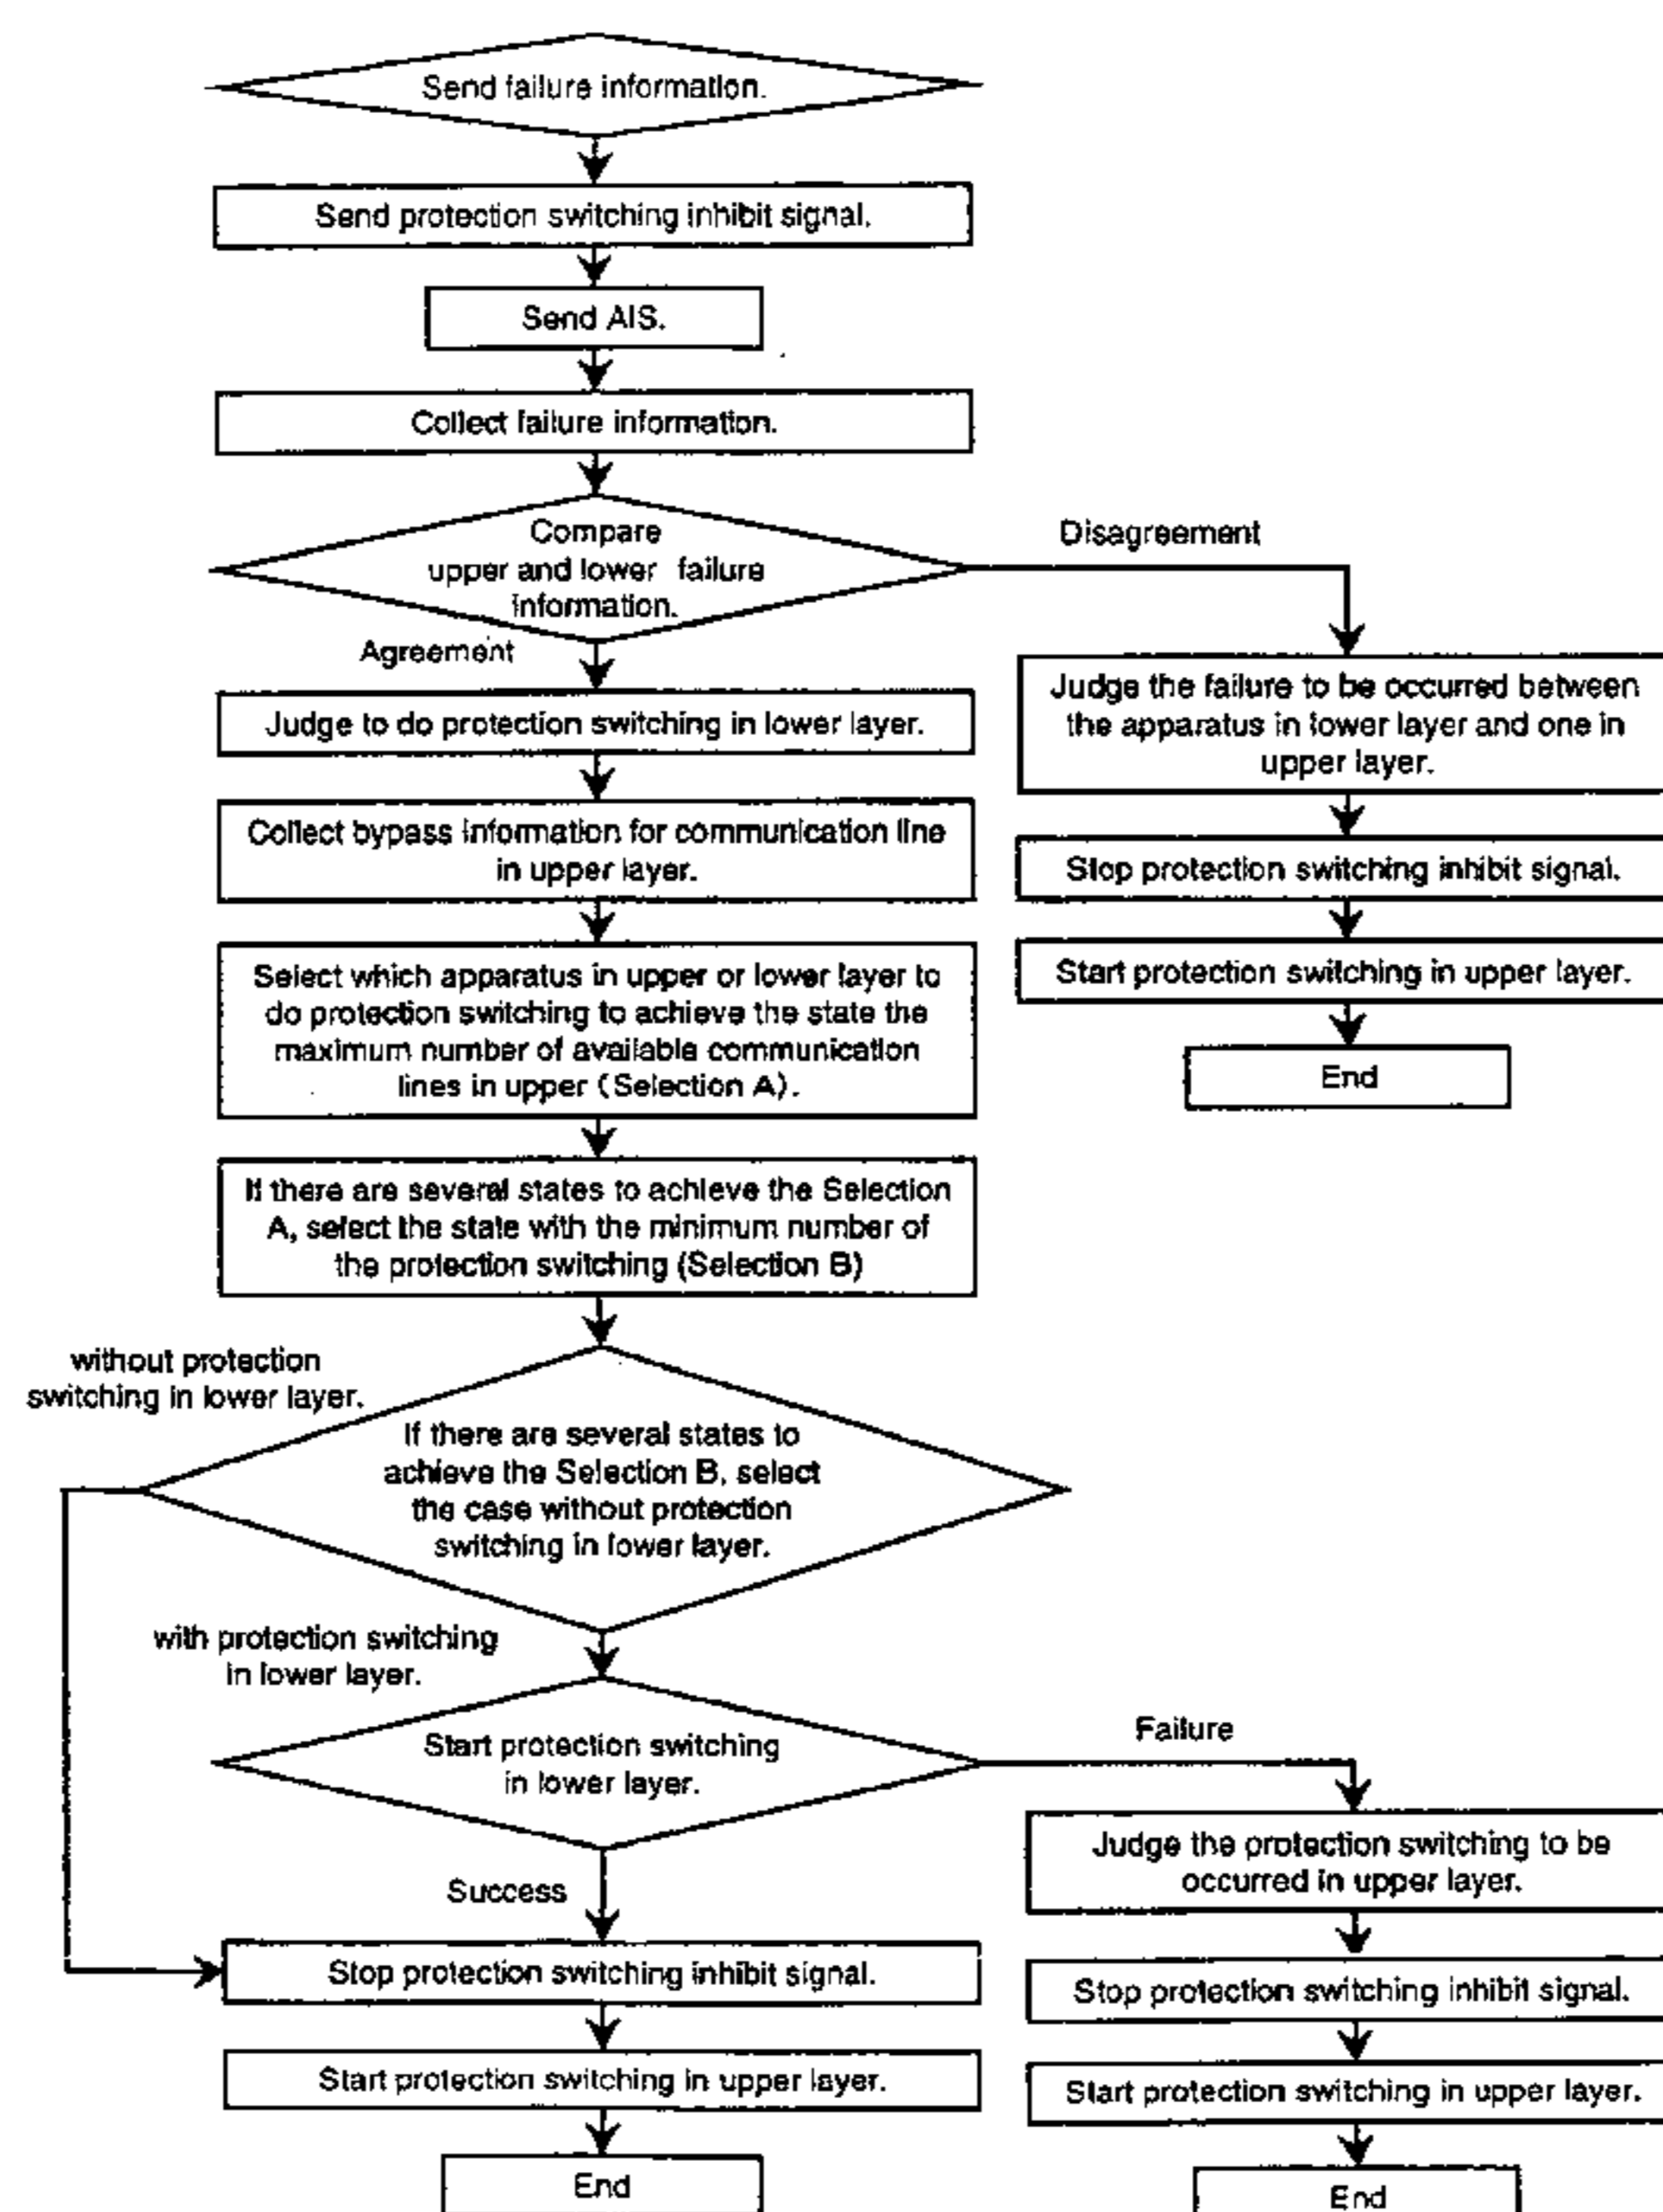 Send failure information.
Send protection switching inhibit signal.
Send AIS.
Collect failure information.
Compare
upper and lower failure
information.
Disagreement
Agreement
Judge the failure to be occurred between
the apparatus in lower layer and one in
upper layer.
Stop protection switching inhibit signal.
Start protection switching in upper layer.
End
Judge to do protection switching in lower layer.
Collect bypass information for communication line
in upper layer.
Select which apparatus in upper or lower layer to
do protection switching to achieve the state the
maximum number of available communication
lines in upper (Selection A).
If there are several states to achieve the Selection
A, select the state with the minimum number of
the protection switching (Selection B)
without protection
switching in lower layer.
If there are several states to
achieve the Selection B, select
the case without protection
switching in lower layer.
with protection switching
in lower layer.
Start protection switching
in lower layer.
Failure
Judge the protection switching to be
occurred in upper layer.
Stop protection switching inhibit signal.
Start protection switching in upper layer.
End
Success
Stop protection switching inhibit signal.
Start protection switching in upper layer.
End